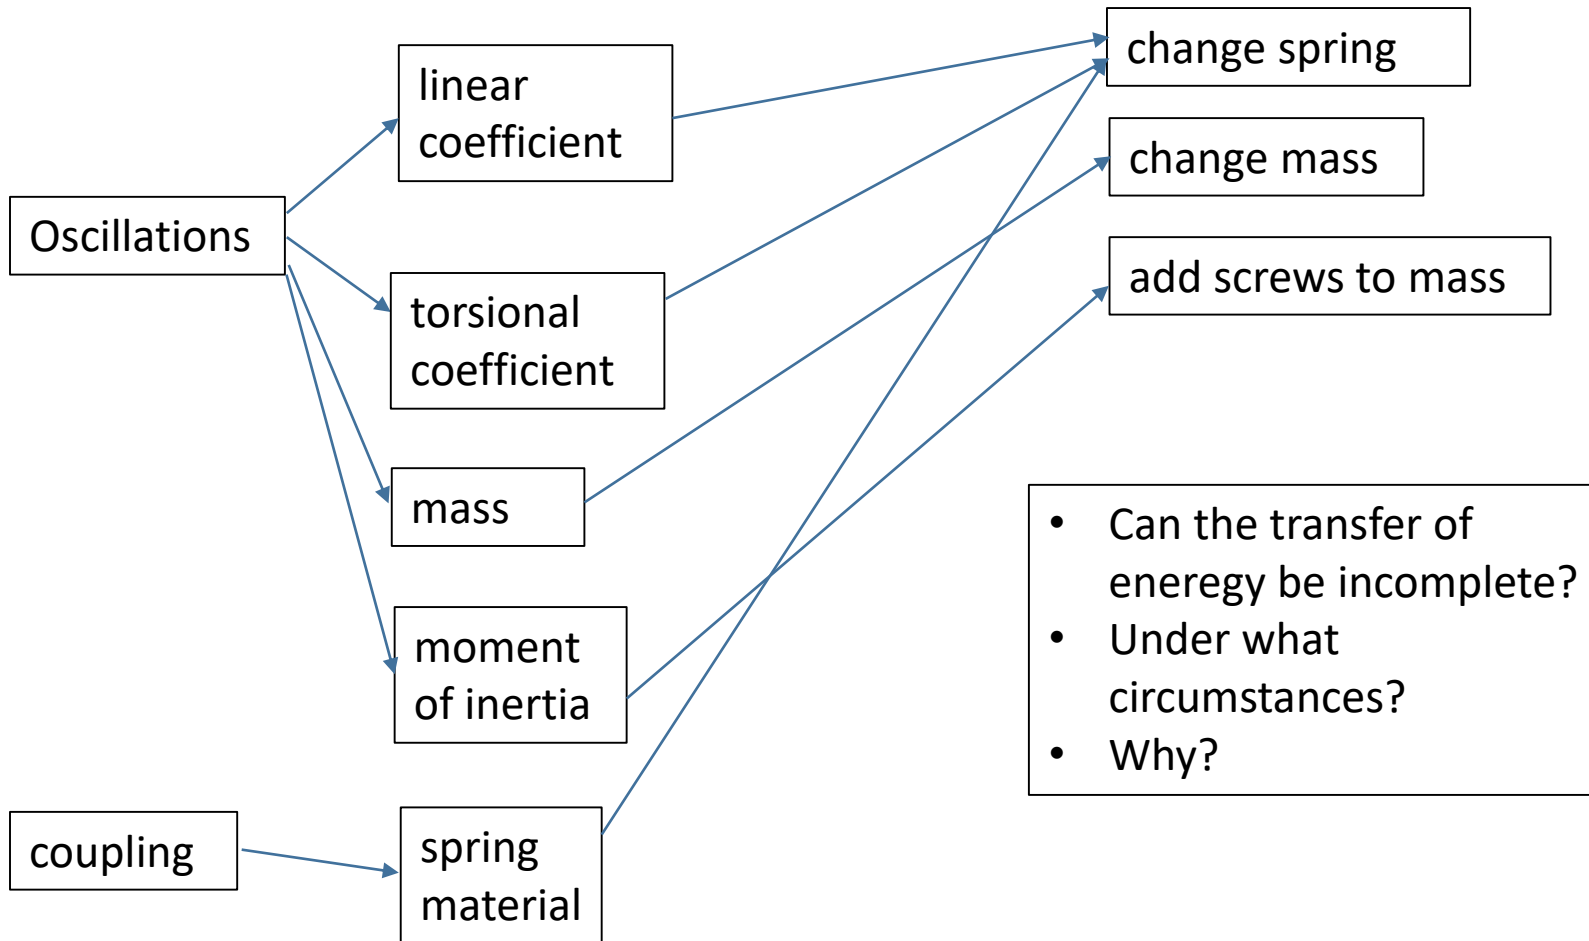 Oscillations
linear
coefficient
torsional
coefficient
mass
moment
of inertia
coupling
spring
material
change spring
change mass
add screws to mass
• Can the transfer of
eneregy be incomplete?
• Under what
circumstances?
• Why?